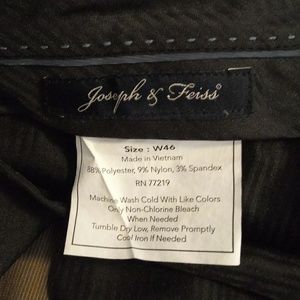 Joseph & Feiss
Size : W46
Made in Vietnam
88% Polyester, 9% Nylon, 3% Spandex
RN 77219
Machine Wash Cold With Like Colors
Only Non-Chlorine Bleach
When Needed
Tumble Dry Low, Remove Promptly
Cool Iron If Needed